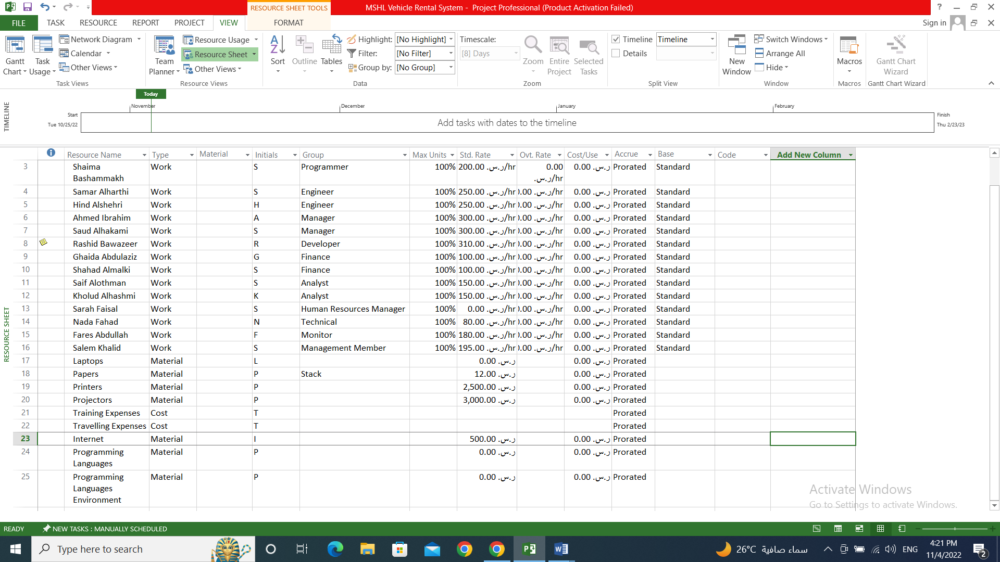 RESOURCE SHEET TOOLS
MSHL Vehicle Rental System - Project Professional (Product Activation Failed)
?
FILE TASK RESOURCE REPORT PROJECT VIEW FORMAT Sign in
Gantt Chart
Task Usage
Network Diagram
Calendar
Other Views
Task Views
Team Planner
Resource Usage
Resource Sheet
Other Views
Resource Views
Sort
Outline
Tables
Highlight: [No Highlight]
Filter: [No Filter]
Group by: [No Group]
Data
Timescale:
[8] Days
Zoom
Entire Project
Selected Tasks
Zoom
Timeline Timeline
Details
Split View
New Window
Switch Windows
Arrange All
Hide
Window
Macros
Macros
Gantt Chart Wizard
Gantt Chart Wizard
TIMELINE
Today
November December January February
Start
Tue 10/25/22
Add tasks with dates to the timeline
Finish
Thu 2/23/23
RESOURCE SHEET
Resource Name Type Material Initials Group Max Units Std. Rate Ovt. Rate Cost/Use Accrue Base Code Add New Column
3 Shaima Bashammakh Work S Programmer 100% 200.00 ر.س./hr 0.00 ر.س./hr 0.00 ر.س. Prorated Standard
4 Samar Alharthi Work S Engineer 100% 250.00 ر.س./hr .00 ر.س./hr 0.00 ر.س. Prorated Standard
5 Hind Alshehri Work H Engineer 100% 250.00 ر.س./hr .00 ر.س./hr 0.00 ر.س. Prorated Standard
6 Ahmed Ibrahim Work A Manager 100% 300.00 ر.س./hr .00 ر.س./hr 0.00 ر.س. Prorated Standard
7 Saud Alhakami Work S Manager 100% 300.00 ر.س./hr .00 ر.س./hr 0.00 ر.س. Prorated Standard
8 Rashid Bawazeer Work R Developer 100% 310.00 ر.س./hr .00 ر.س./hr 0.00 ر.س. Prorated Standard
9 Ghaida Abdulaziz Work G Finance 100% 100.00 ر.س./hr .00 ر.س./hr 0.00 ر.س. Prorated Standard
10 Shahad Almalki Work S Finance 100% 100.00 ر.س./hr .00 ر.س./hr 0.00 ر.س. Prorated Standard
11 Saif Alothman Work S Analyst 100% 150.00 ر.س./hr .00 ر.س./hr 0.00 ر.س. Prorated Standard
12 Kholud Alhashmi Work K Analyst 100% 150.00 ر.س./hr .00 ر.س./hr 0.00 ر.س. Prorated Standard
13 Sarah Faisal Work S Human Resources Manager 100% 0.00 ر.س./hr .00 ر.س./hr 0.00 ر.س. Prorated Standard
14 Nada Fahad Work N Technical 100% 80.00 ر.س./hr .00 ر.س./hr 0.00 ر.س. Prorated Standard
15 Fares Abdullah Work F Monitor 100% 180.00 ر.س./hr .00 ر.س./hr 0.00 ر.س. Prorated Standard
16 Salem Khalid Work S Management Member 100% 195.00 ر.س./hr .00 ر.س./hr 0.00 ر.س. Prorated Standard
17 Laptops Material L 0.00 ر.س. 0.00 ر.س. Prorated
18 Papers Material P Stack 12.00 ر.س. 0.00 ر.س. Prorated
19 Printers Material P 2,500.00 ر.س. 0.00 ر.س. Prorated
20 Projectors Material P 3,000.00 ر.س. 0.00 ر.س. Prorated
21 Training Expenses Cost T Prorated
22 Travelling Expenses Cost T Prorated
23 Internet Material I 500.00 ر.س. 0.00 ر.س. Prorated
24 Programming Languages Material P 0.00 ر.س. 0.00 ر.س. Prorated
25 Programming Languages Environment Material P 0.00 ر.س. 0.00 ر.س. Prorated
Activate Windows
Go to Settings to activate Windows.
READY NEW TASKS : MANUALLY SCHEDULED
Type here to search
26°C سماء صافية
ENG
4:21 PM
11/4/2022
2